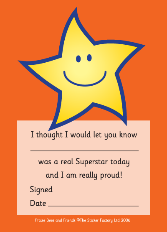 I thought I would let you know
was a real Superstar today
and I am really proud!
Signed
Date